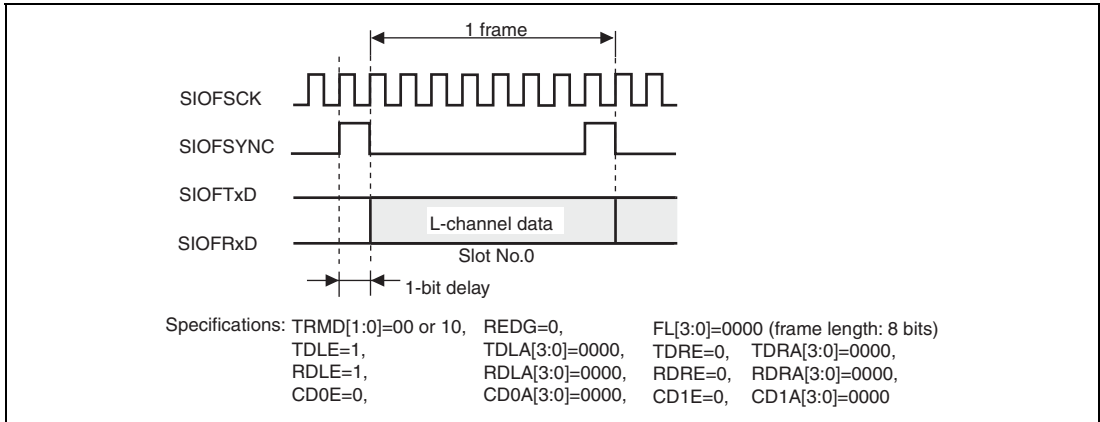 1 frame
SIOFSCK
SIOFSYNC
SIOFTxD
L-channel data
SIOFRxD
Slot No.0
1-bit delay
Specifications: TRMD[1:0]=00 or 10, REDG=0, FL[3:0]=0000 (frame length: 8 bits)
TDLE=1, TDLA[3:0]=0000, TDRE=0, TDRA[3:0]=0000,
RDLE=1, RDLA[3:0]=0000, RDRE=0, RDRA[3:0]=0000,
CD0E=0, CD0A[3:0]=0000, CD1E=0, CD1A[3:0]=0000